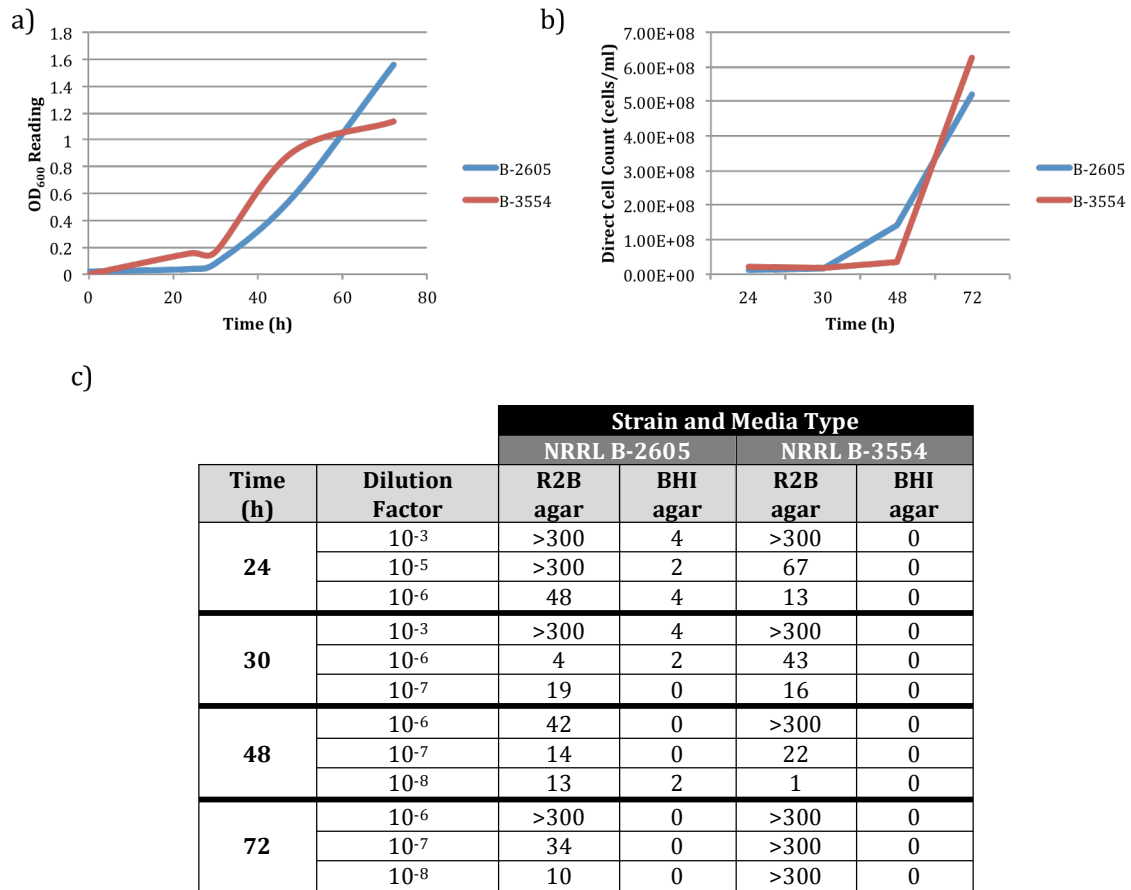 a)
1.8
1.6
1.4
1.2
1
0.8
0.6
0.4
0.2
0
OD600 Reading
0 20 40 60 80
Time (h)
B-2605
B-3554
b)
7.00E+08
6.00E+08
5.00E+08
4.00E+08
3.00E+08
2.00E+08
1.00E+08
0.00E+00
Direct Cell Count (cells/ml)
24 30 48 72
Time (h)
B-2605
B-3554
c)
Strain and Media Type
NRRL B-2605 NRRL B-3554
Time (h) Dilution Factor R2B agar BHI agar R2B agar BHI agar
24
10-3 >300 4 >300 0
10-5 >300 2 67 0
10-6 48 4 13 0
30
10-3 >300 4 >300 0
10-6 4 2 43 0
10-7 19 0 16 0
48
10-6 42 0 >300 0
10-7 14 0 22 0
10-8 13 2 1 0
72
10-6 >300 0 >300 0
10-7 34 0 >300 0
10-8 10 0 >300 0